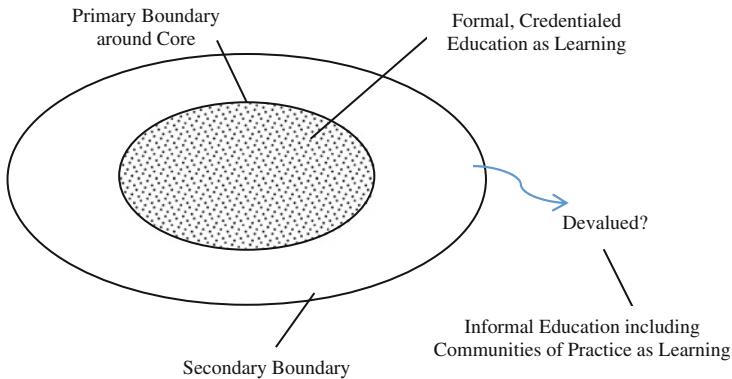 Primary Boundary
around Core
Formal, Credentialed
Education as Learning
Devalued?
Informal Education including
Communities of Practice as Learning
Secondary Boundary